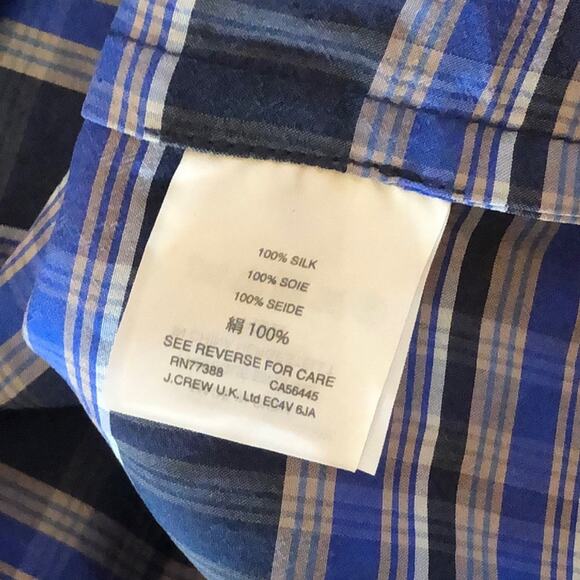 100% SILK
100% SOIE
100% SEIDE
絹 100%
SEE REVERSE FOR CARE
RN77388 CA56445
J.CREW U.K. Ltd EC4V 6JA